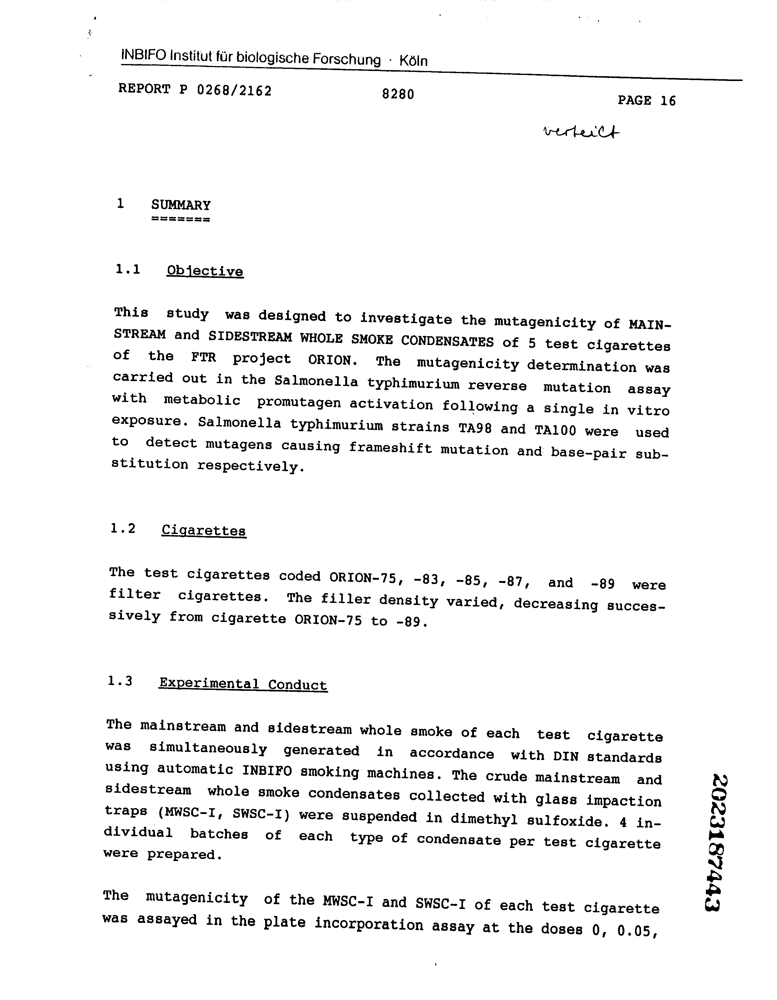 INBIFO Institut für biologische Forschung · Köln
REPORT P 0268/2162 8280 PAGE 16
verteilt
1 SUMMARY
=======
1.1 Objective
This study was designed to investigate the mutagenicity of MAIN-
STREAM and SIDESTREAM WHOLE SMOKE CONDENSATES of 5 test cigarettes
of the FTR project ORION. The mutagenicity determination was
carried out in the Salmonella typhimurium reverse mutation assay
with metabolic promutagen activation following a single in vitro
exposure. Salmonella typhimurium strains TA98 and TA100 were used
to detect mutagens causing frameshift mutation and base-pair sub-
stitution respectively.
1.2 Cigarettes
The test cigarettes coded ORION-75, -83, -85, -87, and -89 were
filter cigarettes. The filler density varied, decreasing succes-
sively from cigarette ORION-75 to -89.
1.3 Experimental Conduct
The mainstream and sidestream whole smoke of each test cigarette
was simultaneously generated in accordance with DIN standards
using automatic INBIFO smoking machines. The crude mainstream and
sidestream whole smoke condensates collected with glass impaction
traps (MWSC-I, SWSC-I) were suspended in dimethyl sulfoxide. 4 in-
dividual batches of each type of condensate per test cigarette
were prepared.
The mutagenicity of the MWSC-I and SWSC-I of each test cigarette
was assayed in the plate incorporation assay at the doses 0, 0.05,
2023187443